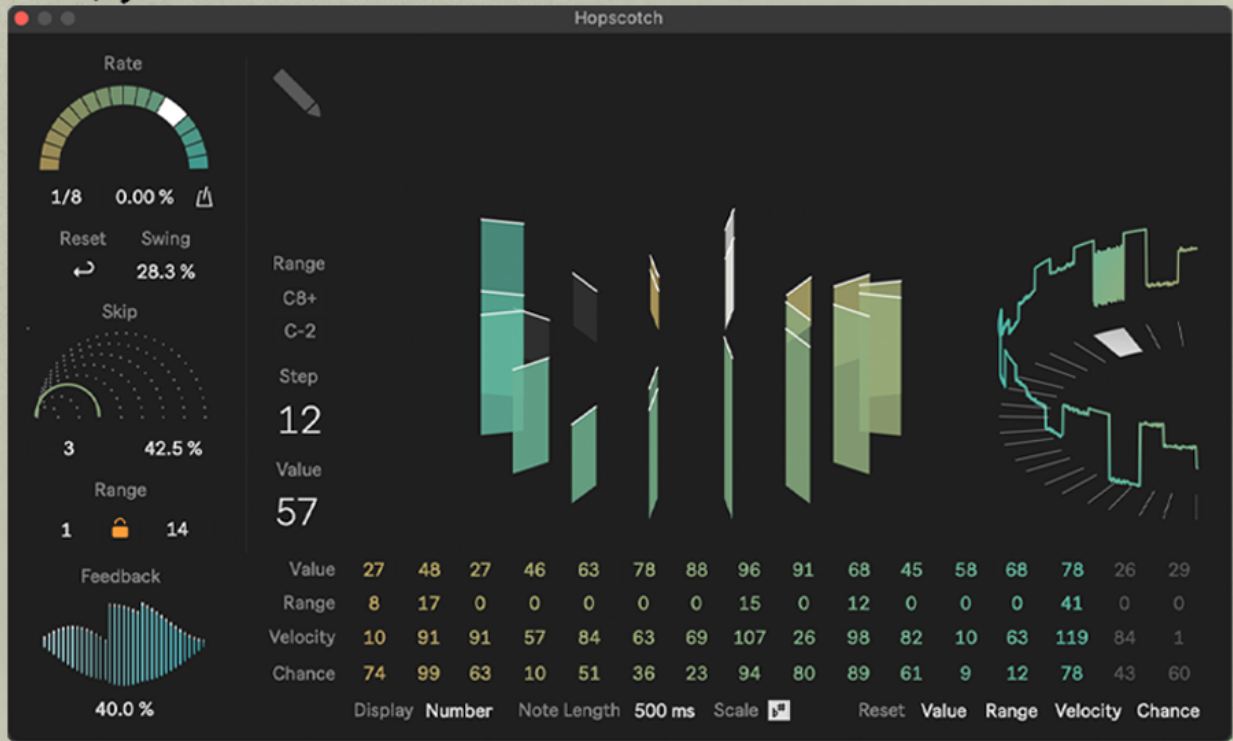 Hopscotch
Rate
1/8 0.00 %
Reset Swing
28.3 %
Skip
3 42.5 %
Range
1 14
Feedback
40.0 %
Range
C8+
C-2
Step
12
Value
57
Value 27 48 27 46 63 78 88 96 91 68 45 58 68 78 26 29
Range 8 17 0 0 0 0 0 15 0 12 0 0 0 41 0 0
Velocity 10 91 91 57 84 63 69 107 26 98 82 10 63 119 84 1
Chance 74 99 63 10 51 36 23 94 80 89 61 9 12 78 43 60
Display Number Note Length 500 ms Scale Reset Value Range Velocity Chance